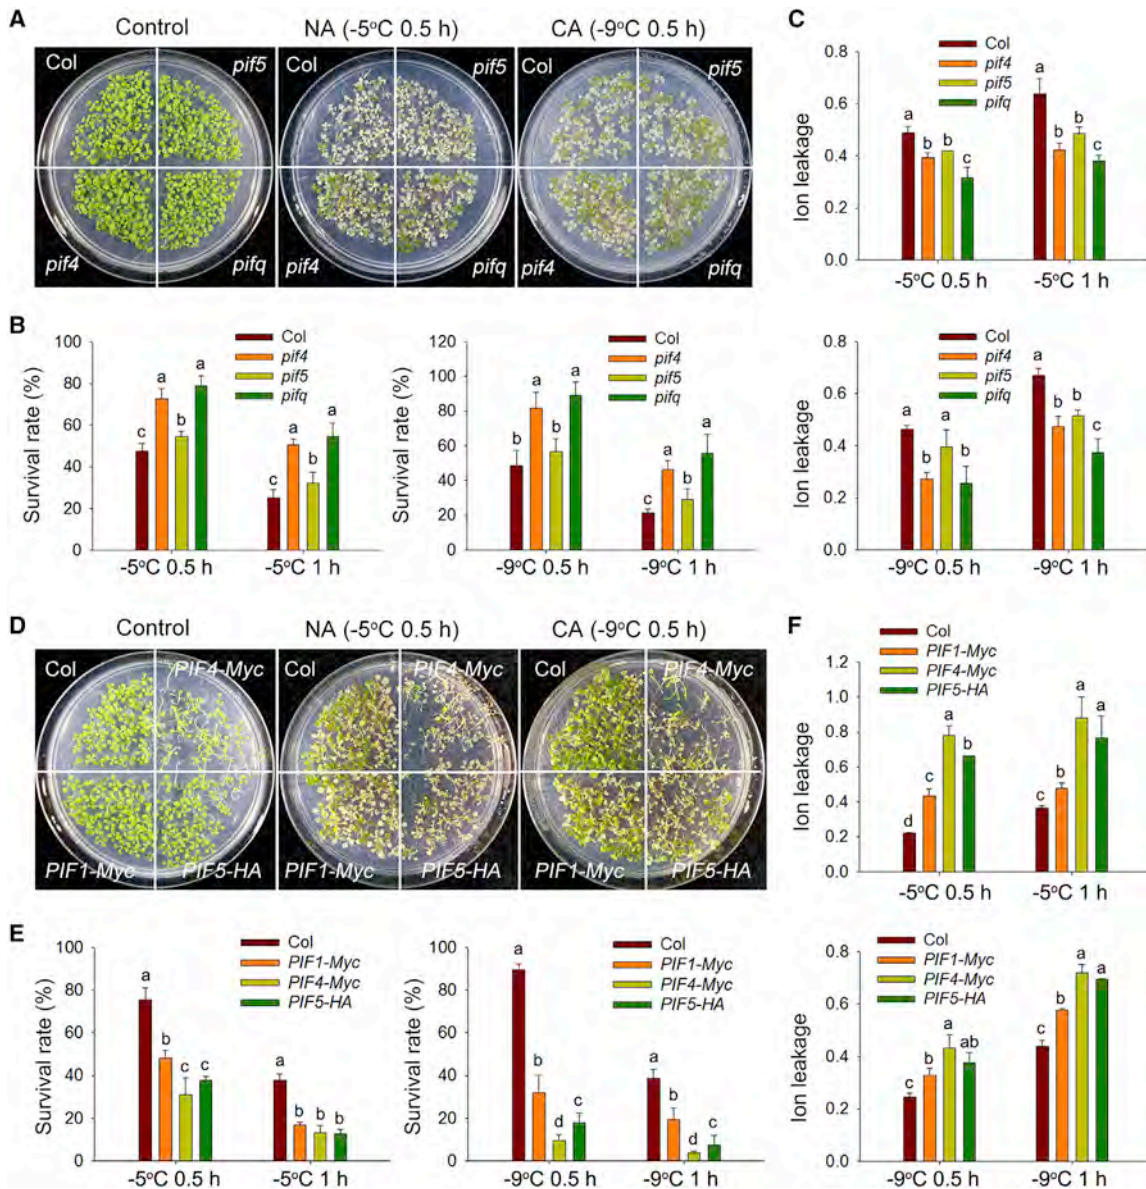 A
Control
NA (-5°C 0.5 h)
CA (-9°C 0.5 h)
Col
pif5
pif4
pifq
Col
pif5
pif4
pifq
Col
pif5
pif4
pifq
B
Survival rate (%)
100
80
60
40
20
0
Col
pif4
pif5
pifq
c a b a
c a b a
-5°C 0.5 h
-5°C 1 h
Survival rate (%)
120
100
80
60
40
20
0
Col
pif4
pif5
pifq
b a b a
c a b a
-9°C 0.5 h
-9°C 1 h
C
Ion leakage
0.8
0.6
0.4
0.2
0.0
Col
pif4
pif5
pifq
a b b c
a b b c
-5°C 0.5 h
-5°C 1 h
Ion leakage
0.8
0.6
0.4
0.2
0.0
Col
pif4
pif5
pifq
a b a b
a b b c
-9°C 0.5 h
-9°C 1 h
D
Control
NA (-5°C 0.5 h)
CA (-9°C 0.5 h)
Col
PIF4-Myc
PIF1-Myc
PIF5-HA
Col
PIF4-Myc
PIF1-Myc
PIF5-HA
Col
PIF4-Myc
PIF1-Myc
PIF5-HA
E
Survival rate (%)
100
80
60
40
20
0
Col
PIF1-Myc
PIF4-Myc
PIF5-HA
a b c c
a b b b
-5°C 0.5 h
-5°C 1 h
Survival rate (%)
100
80
60
40
20
0
Col
PIF1-Myc
PIF4-Myc
PIF5-HA
a b d c
a b c c
-9°C 0.5 h
-9°C 1 h
F
Ion leakage
1.2
1.0
0.8
0.6
0.4
0.2
0.0
Col
PIF1-Myc
PIF4-Myc
PIF5-HA
d c a b
c b a a
-5°C 0.5 h
-5°C 1 h
Ion leakage
0.8
0.6
0.4
0.2
0.0
Col
PIF1-Myc
PIF4-Myc
PIF5-HA
c b a ab
c b a a
-9°C 0.5 h
-9°C 1 h